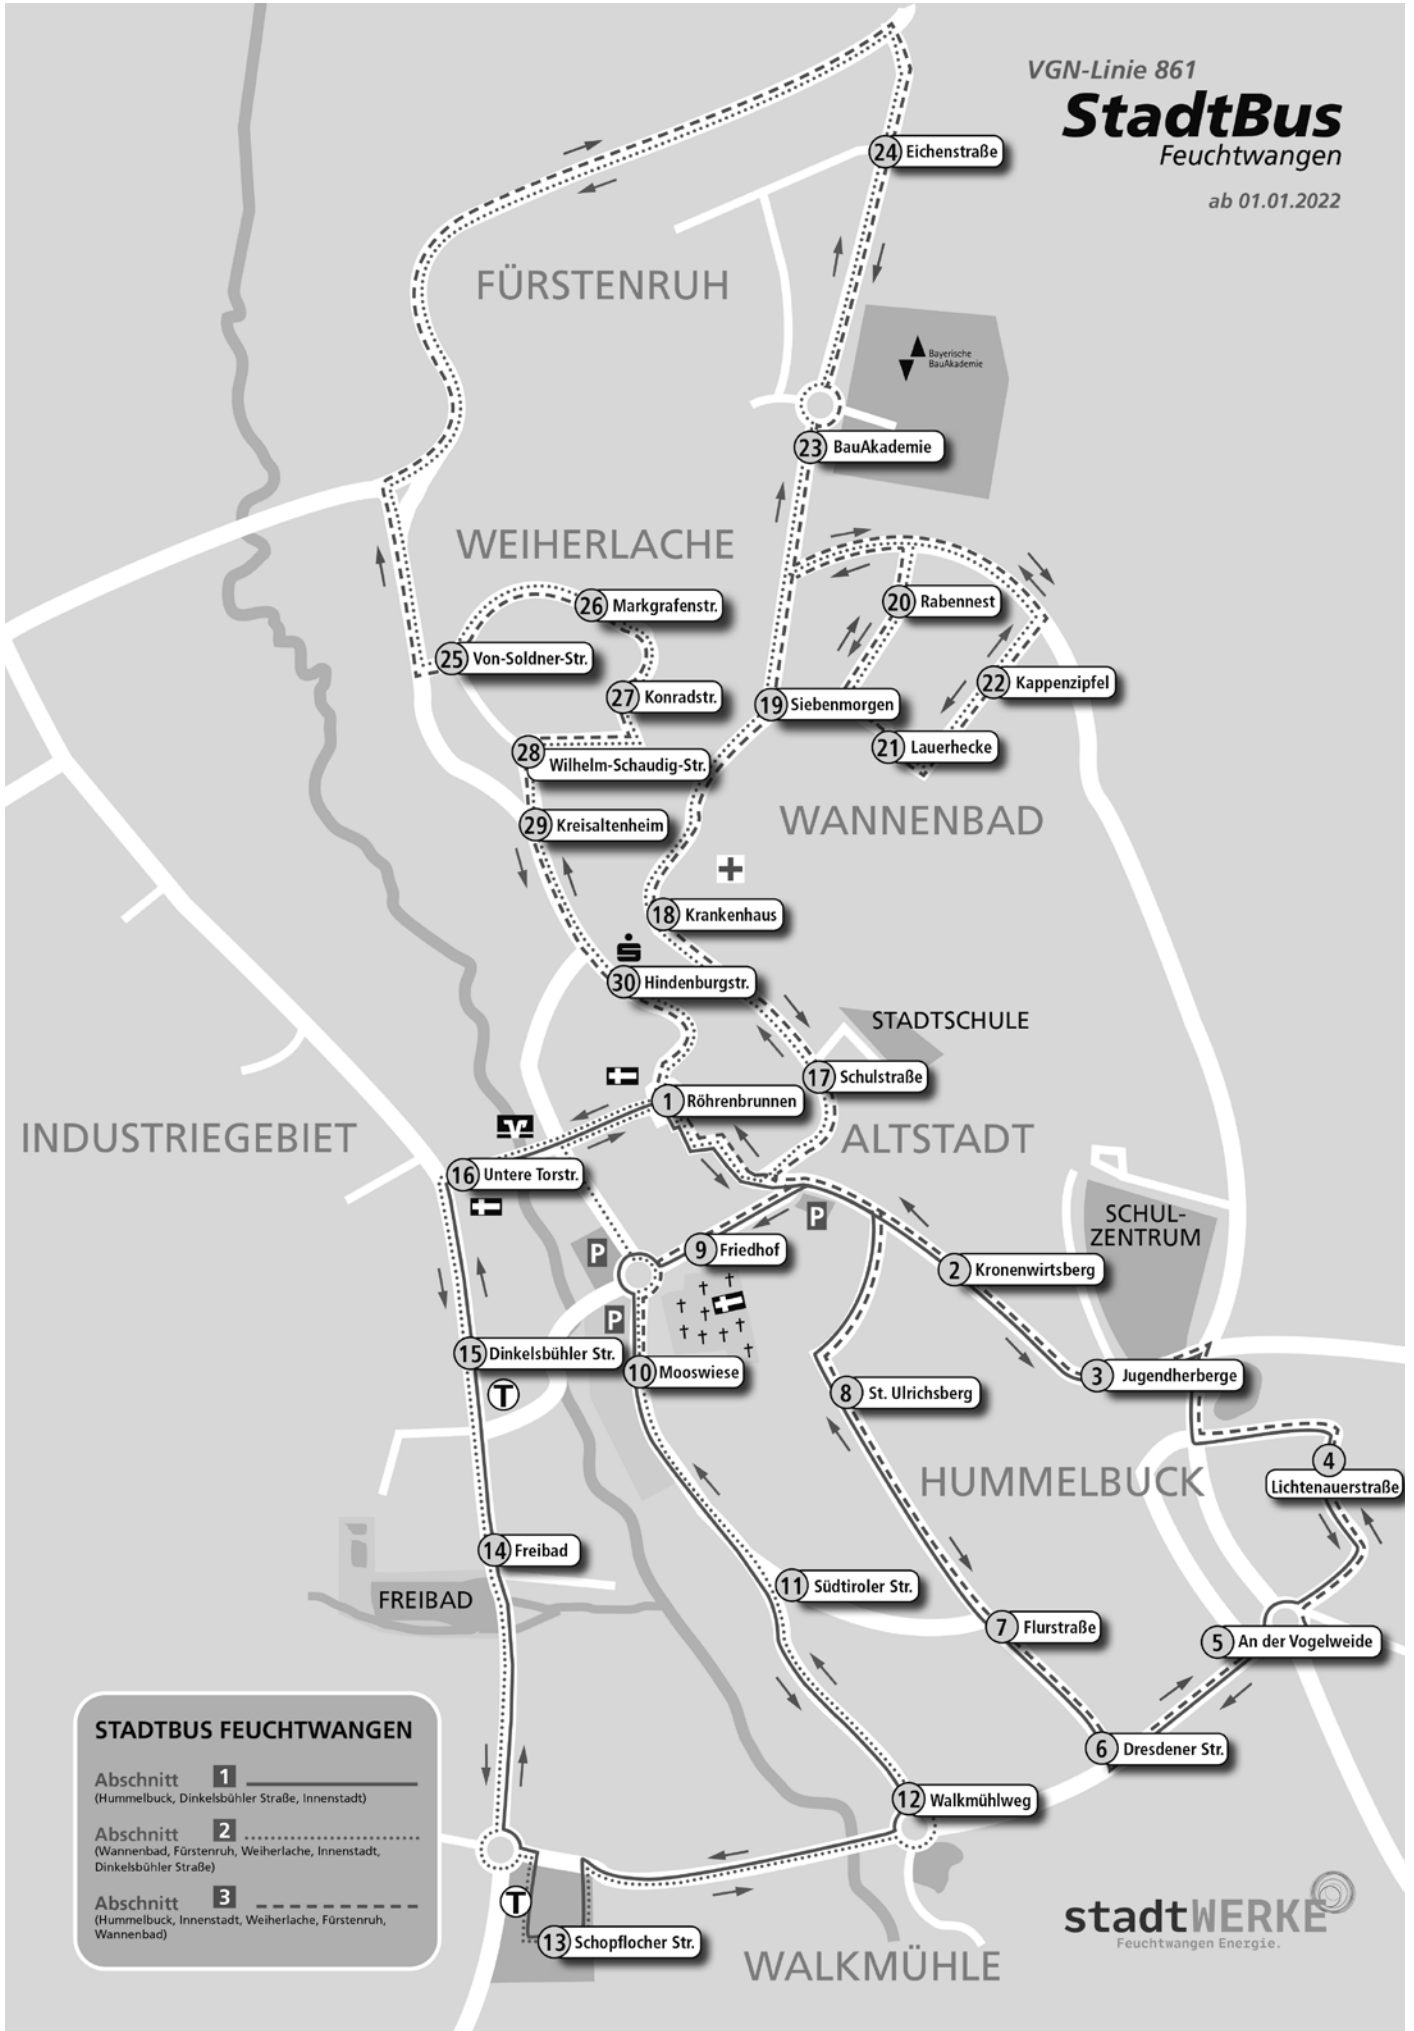 VGN-Linie 861
StadtBus
Feuchtwangen
ab 01.01.2022
24 Eichenstraße
FÜRSTENRUH
Bayerische
BauAkademie
23 BauAkademie
WEIHERLACHE
26 Markgrafenstr.
20 Rabennest
25 Von-Soldner-Str.
22 Kappenzipfel
27 Konradstr.
19 Siebenmorgen
21 Lauerhecke
28
Wilhelm-Schaudig-Str.
WANNENBAD
29 Kreisaltenheim
18 Krankenhaus
30 Hindenburgstr.
STADTSCHULE
17 Schulstraße
1 Röhrenbrunnen
INDUSTRIEGEBIET
ALTSTADT
16 Untere Torstr.
P
SCHUL-
ZENTRUM
9 Friedhof
P
2 Kronenwirtsberg
P
15 Dinkelsbühler Str.
10 Mooswiese
3 Jugendherberge
T
8 St. Ulrichsberg
HUMMELBUCK
4
Lichtenauerstraße
14 Freibad
FREIBAD
11 Südtiroler Str.
7 Flurstraße
5 An der Vogelweide
6 Dresdener Str.
12 Walkmühlweg
T
13 Schopflocher Str.
WALKMÜHLE
STADTBUS FEUCHTWANGEN
Abschnitt 1
(Hummelbuck, Dinkelsbühler Straße, Innenstadt)
Abschnitt 2
(Wannenbad, Fürstenruh, Weiherlache, Innenstadt,
Dinkelsbühler Straße)
Abschnitt 3
(Hummelbuck, Innenstadt, Weiherlache, Fürstenruh,
Wannenbad)
stadtWERKE
Feuchtwangen Energie.